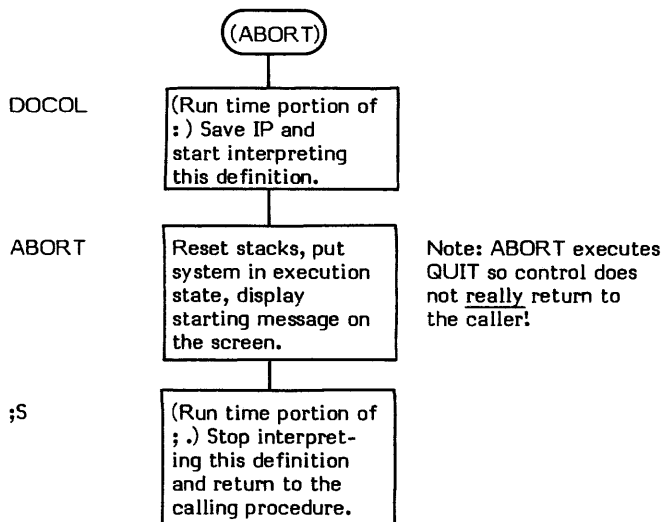 (ABORT)
DOCOL
(Run time portion of
: ) Save IP and
start interpreting
this definition.
ABORT
Reset stacks, put
system in execution
state, display
starting message on
the screen.
Note: ABORT executes
QUIT so control does
not really return to
the caller!
;S
(Run time portion of
; .) Stop interpret-
ing this definition
and return to the
calling procedure.